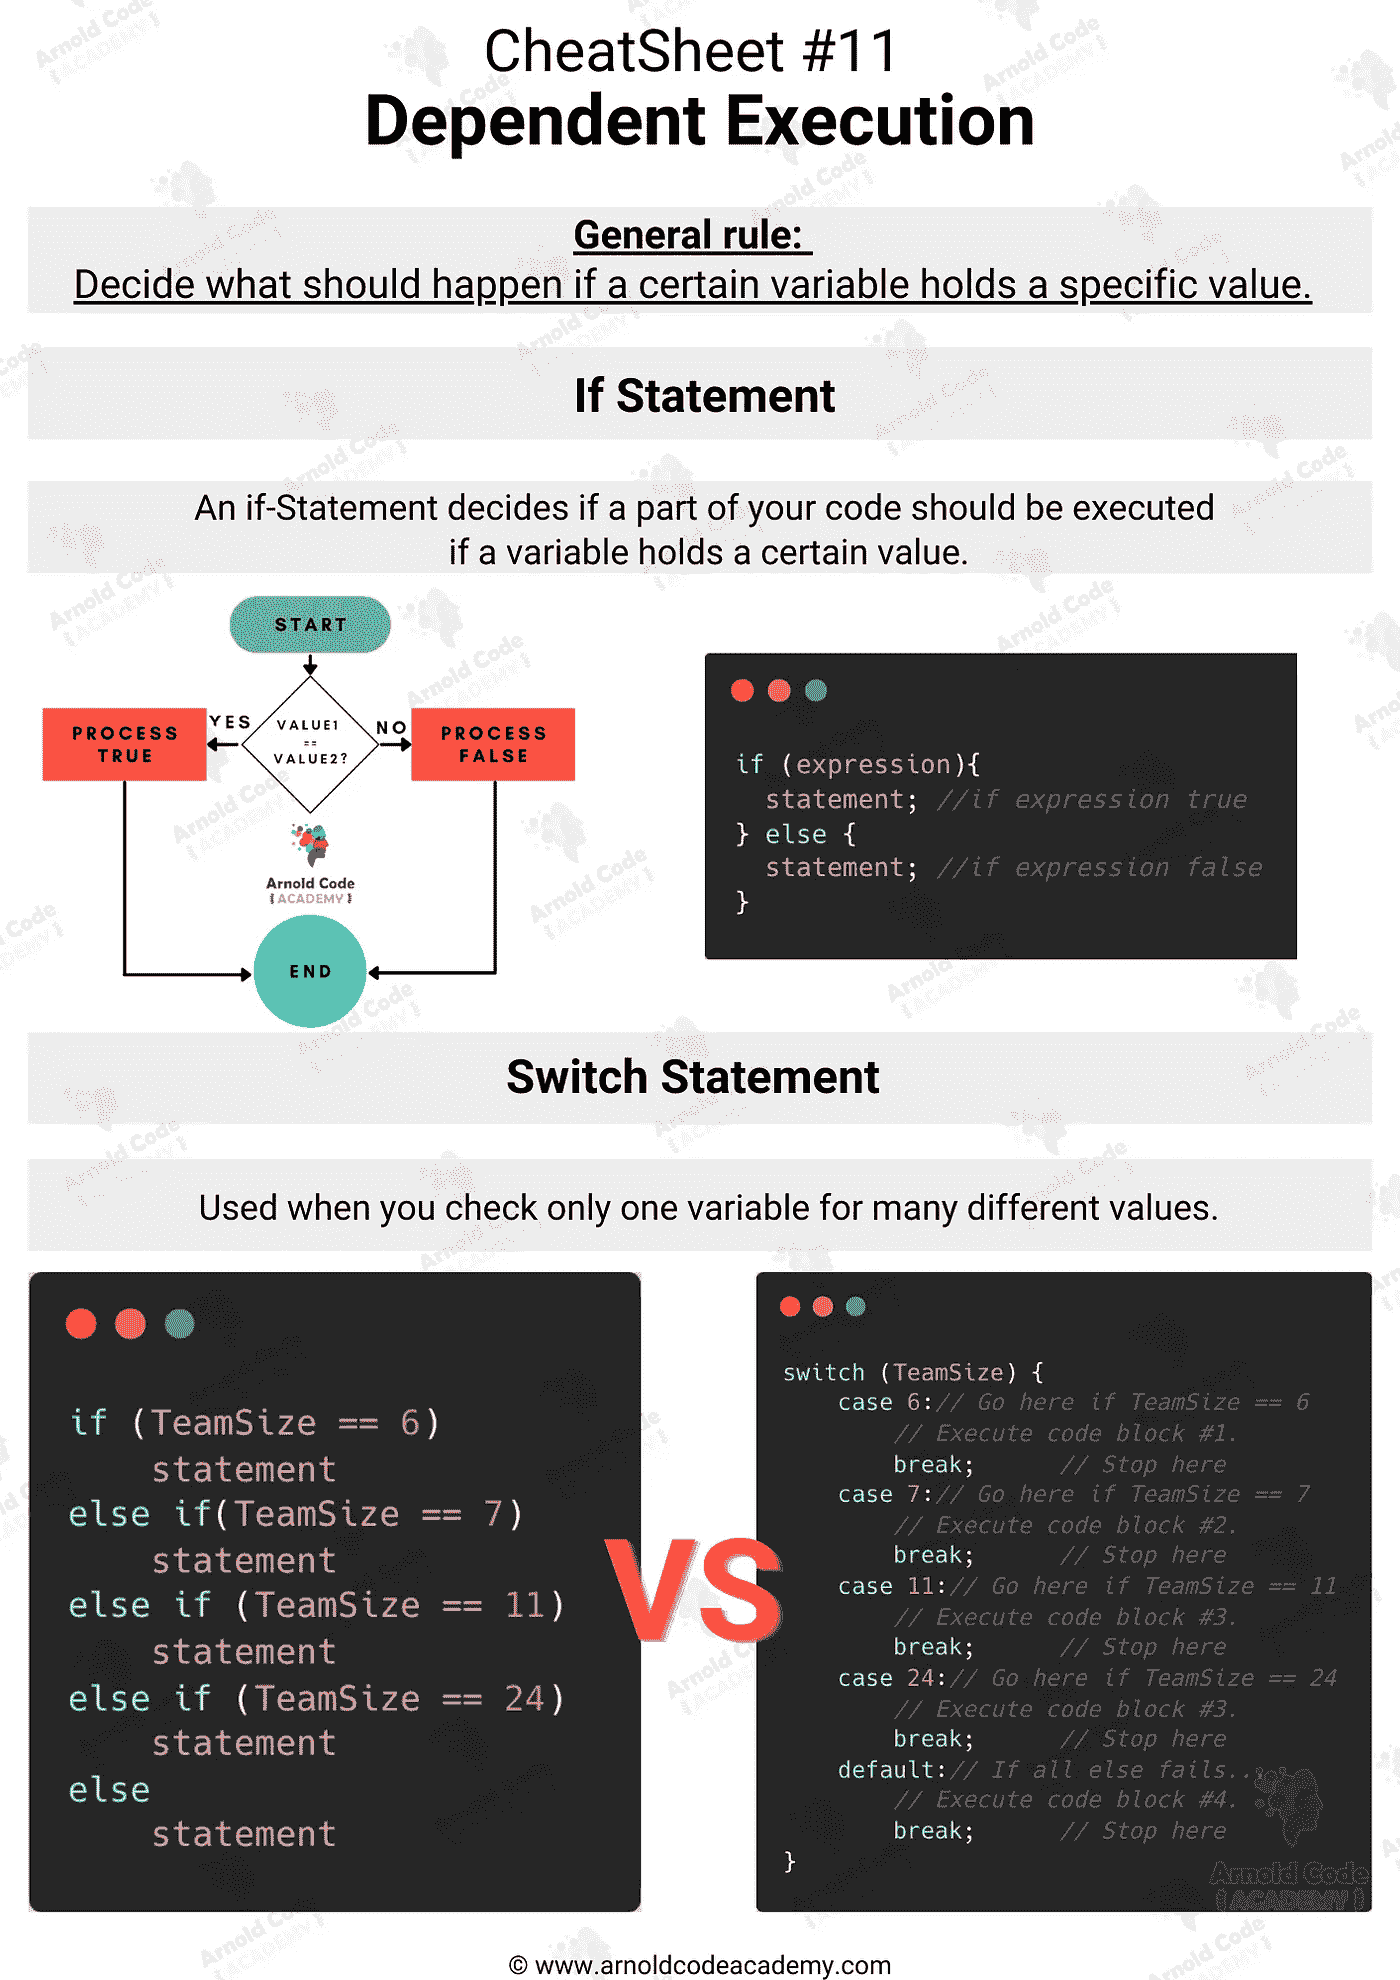 CheatSheet #11
Dependent Execution
General rule:
Decide what should happen if a certain variable holds a specific value.
If Statement
An if-Statement decides if a part of your code should be executed
if a variable holds a certain value.
START
YES
VALUE1
==
VALUE2?
NO
PROCESS
TRUE
PROCESS
FALSE
Arnold Code
{ACADEMY}
END
if (expression){
  statement; //if expression true
} else {
  statement; //if expression false
}
Switch Statement
Used when you check only one variable for many different values.
if (TeamSize == 6)
    statement
else if(TeamSize == 7)
    statement
else if (TeamSize == 11)
    statement
else if (TeamSize == 24)
    statement
else
    statement
VS
switch (TeamSize) {
    case 6:// Go here if TeamSize == 6
        // Execute code block #1.
        break;      // Stop here
    case 7:// Go here if TeamSize == 7
        // Execute code block #2.
        break;      // Stop here
    case 11:// Go here if TeamSize == 11
        // Execute code block #3.
        break;      // Stop here
    case 24:// Go here if TeamSize == 24
        // Execute code block #3.
        break;      // Stop here
    default:// If all else fails...
        // Execute code block #4.
        break;      // Stop here
}
Arnold Code
{ACADEMY}
© www.arnoldcodeacademy.com